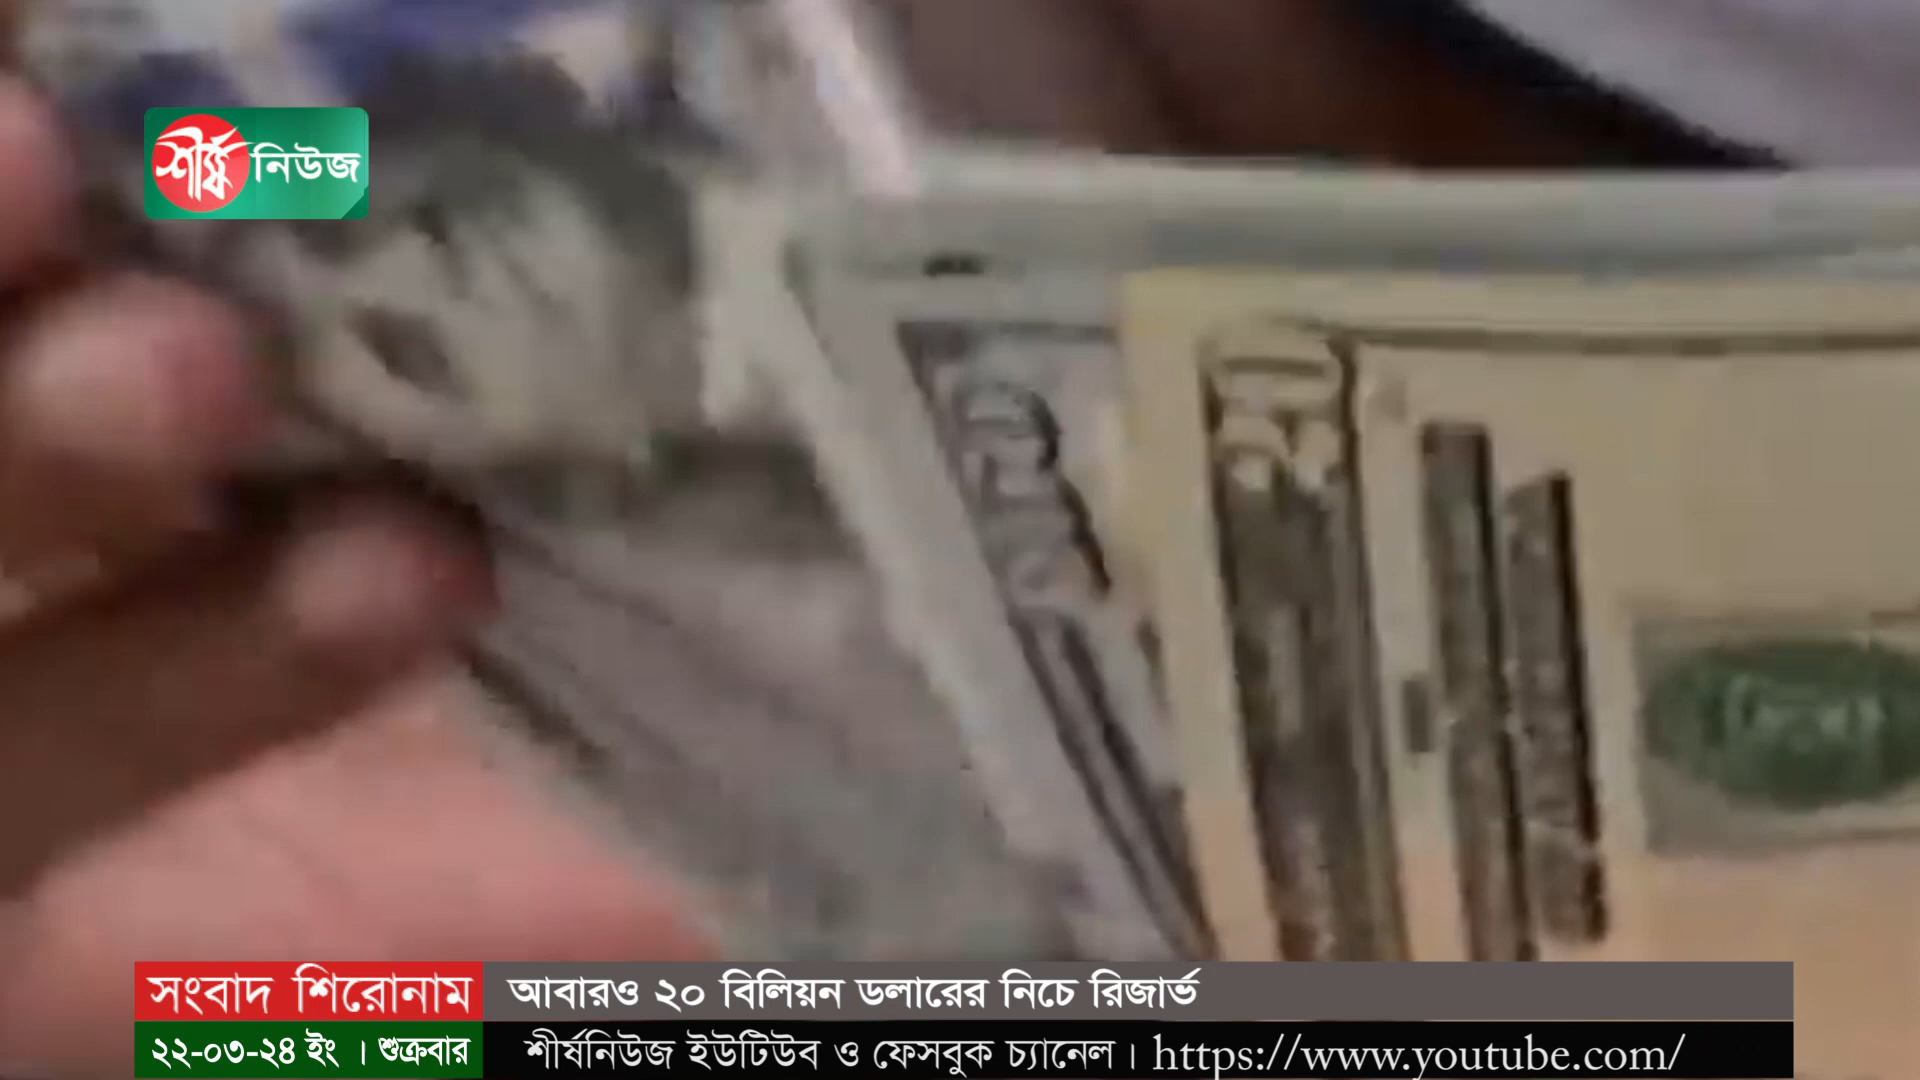 শীর্ষ নিউজ
সংবাদ শিরোনাম
আবারও ২০ বিলিয়ন ডলারের নিচে রিজার্ভ
২২-০৩-২৪ ইং । শুক্রবার
শীর্ষনিউজ ইউটিউব ও ফেসবুক চ্যানেল। https://www.youtube.com/